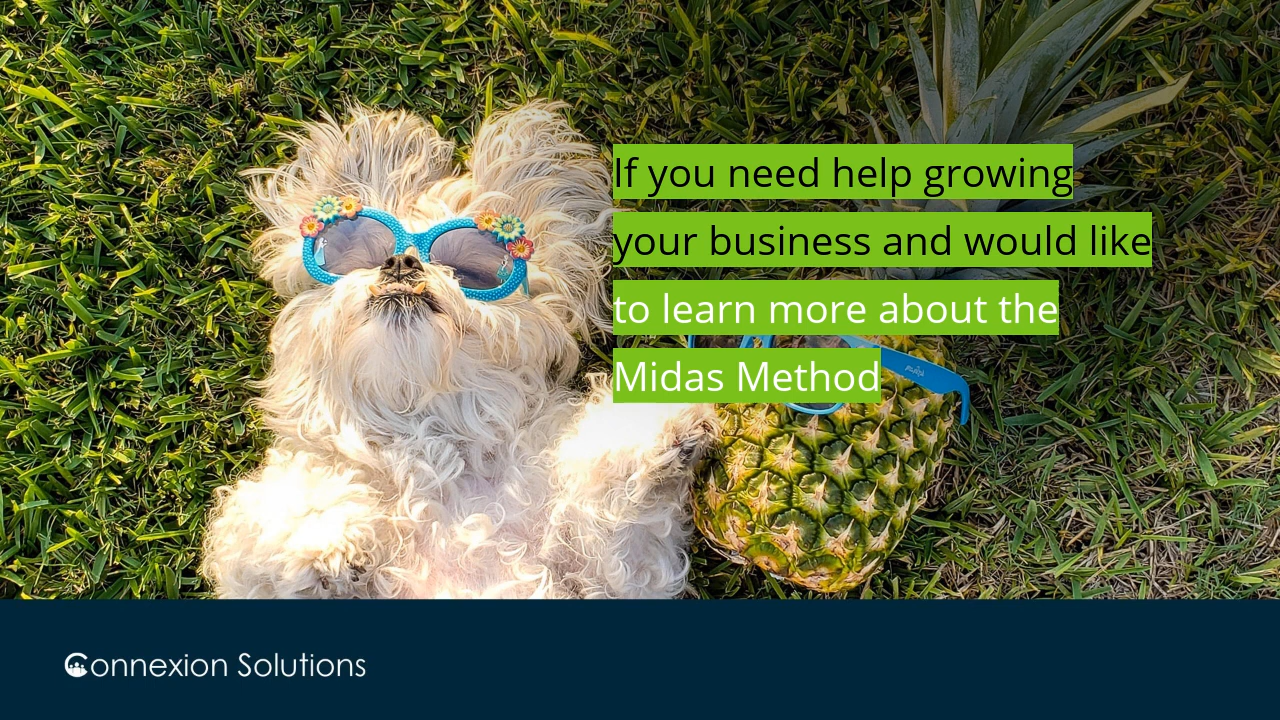 If you need help growing
your business and would like
to learn more about the
Midas Method
Connexion Solutions